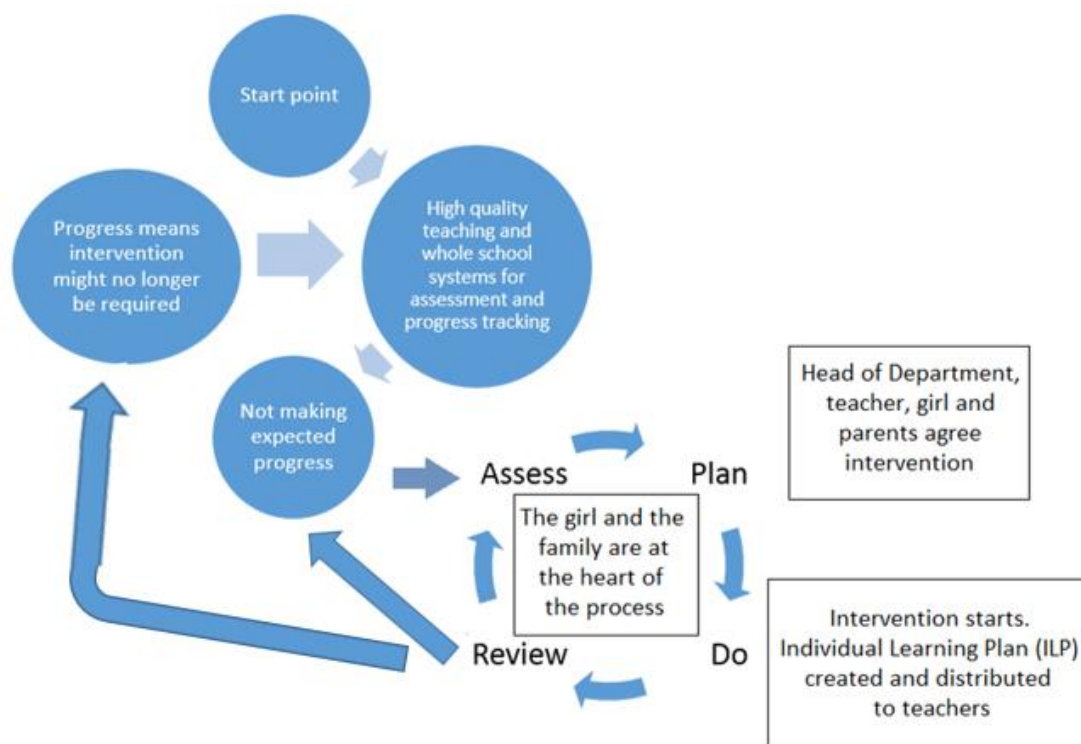 Start point
High quality
teaching and
whole school
systems for
assessment and
progress tracking
Progress means
intervention
might no longer
be required
Not making
expected
progress
Assess
Plan
Head of Department,
teacher, girl and
parents agree
intervention
The girl and the
family are at
the heart of
the process
Review
Do
Intervention starts.
Individual Learning Plan (ILP)
created and distributed
to teachers